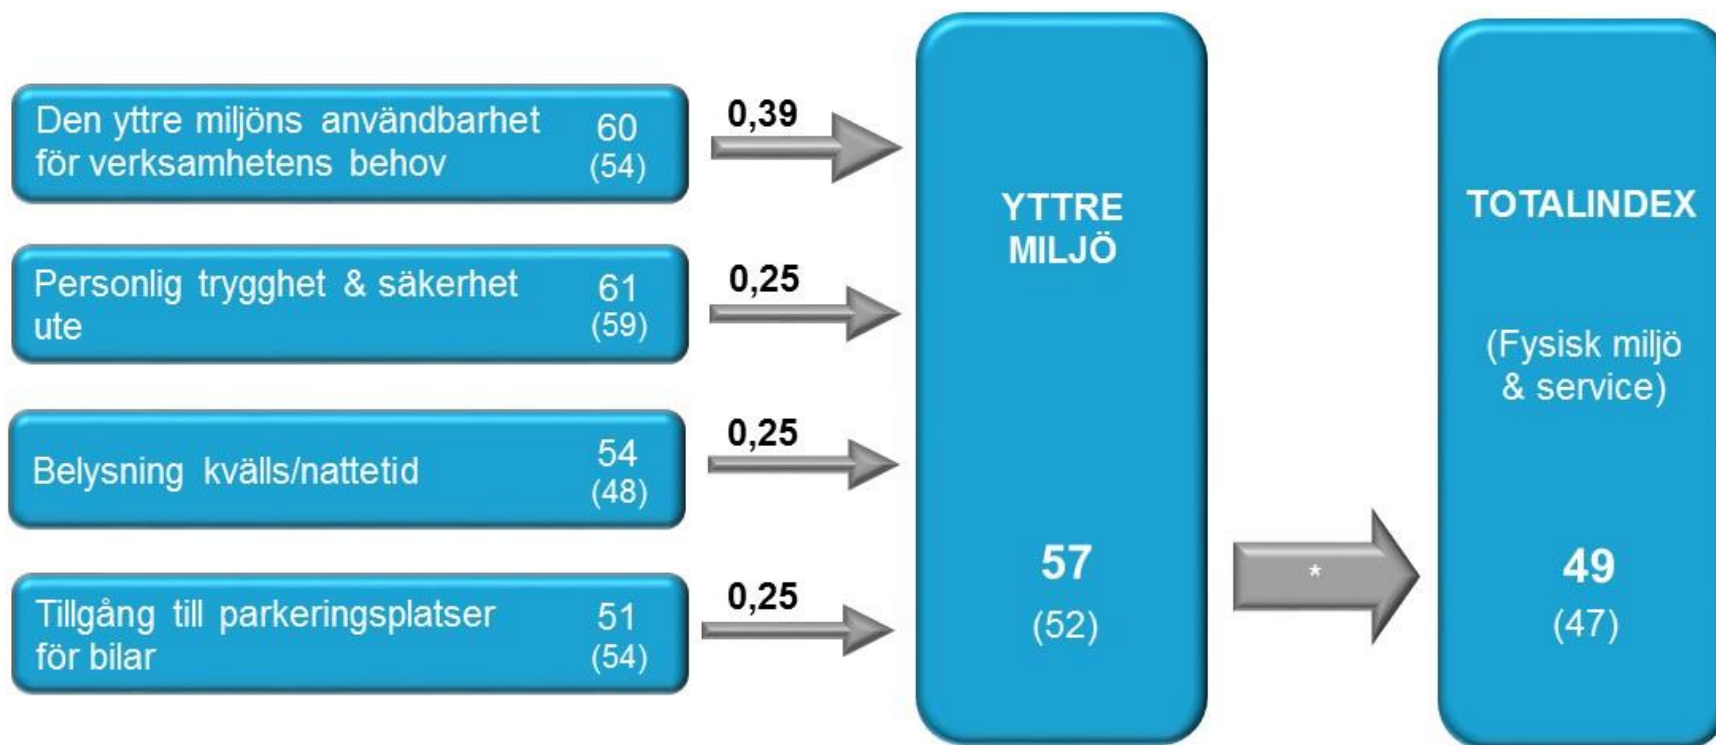 Den yttre miljöns användbarhet
för verksamhetens behov
60
(54)
0,39
Personlig trygghet & säkerhet
ute
61
(59)
0,25
Belysning kvälls/nattetid
54
(48)
0,25
Tillgång till parkeringsplatser
för bilar
51
(54)
0,25
YTTRE
MILJÖ
57
(52)
*
TOTALINDEX
(Fysisk miljö
& service)
49
(47)